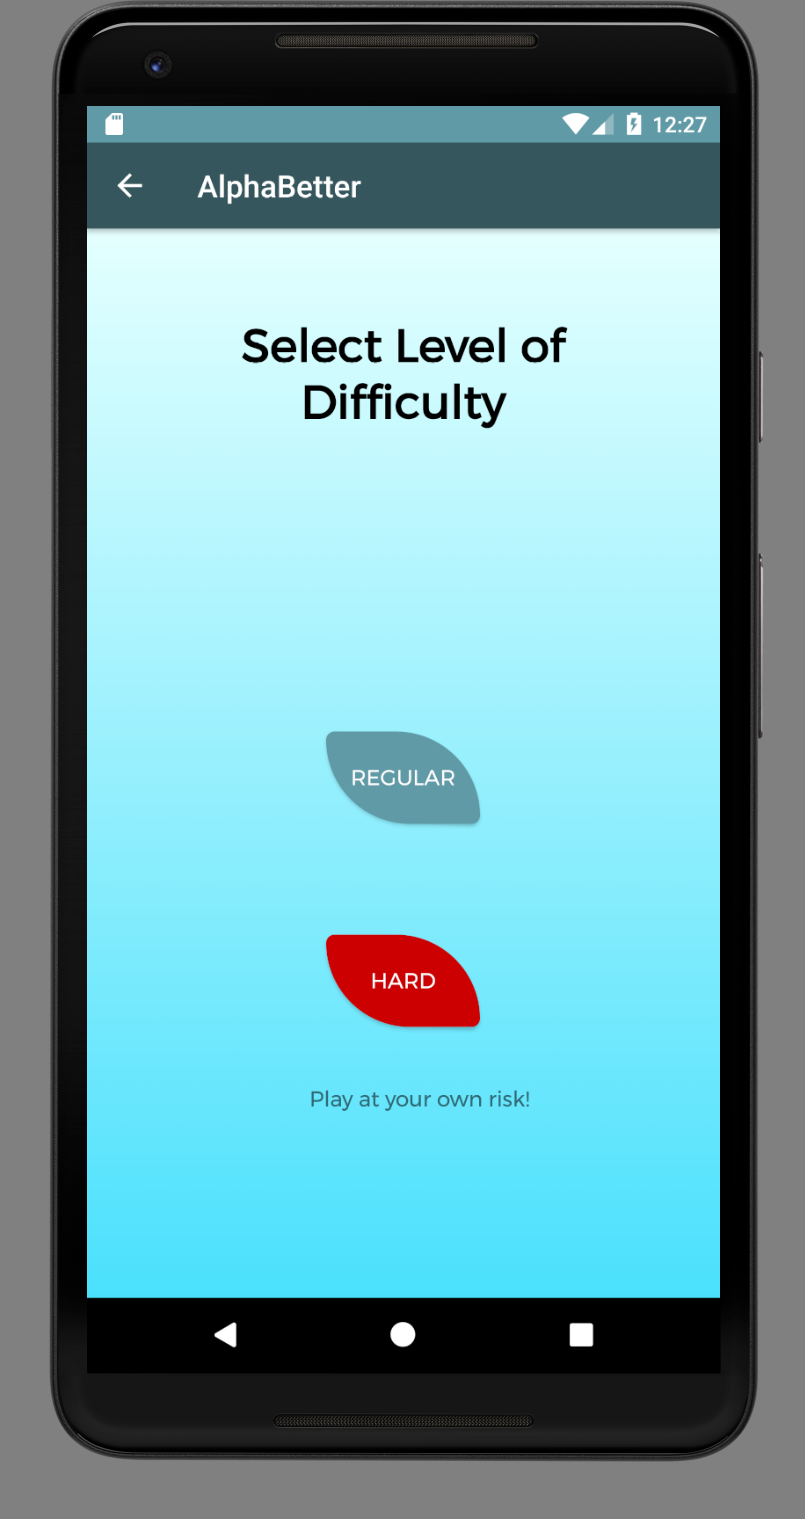 12:27
AlphaBetter
Select Level of
Difficulty
REGULAR
HARD
Play at your own risk!